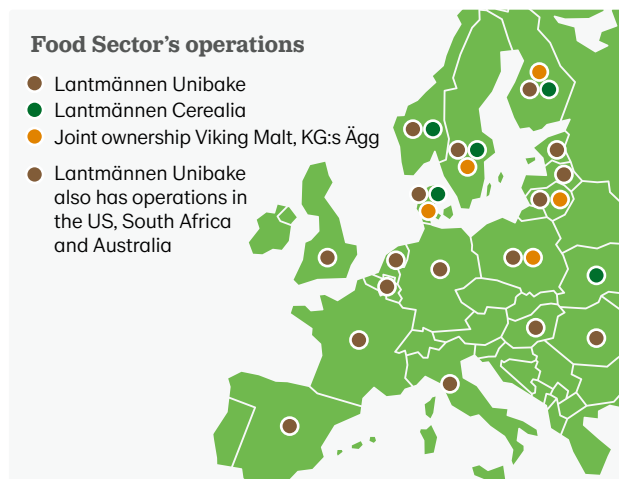 Food Sector's operations
Lantmännen Unibake
Lantmännen Cerealia
Joint ownership Viking Malt, KG:s Ägg
Lantmännen Unibake
also has operations in
the US, South Africa
and Australia